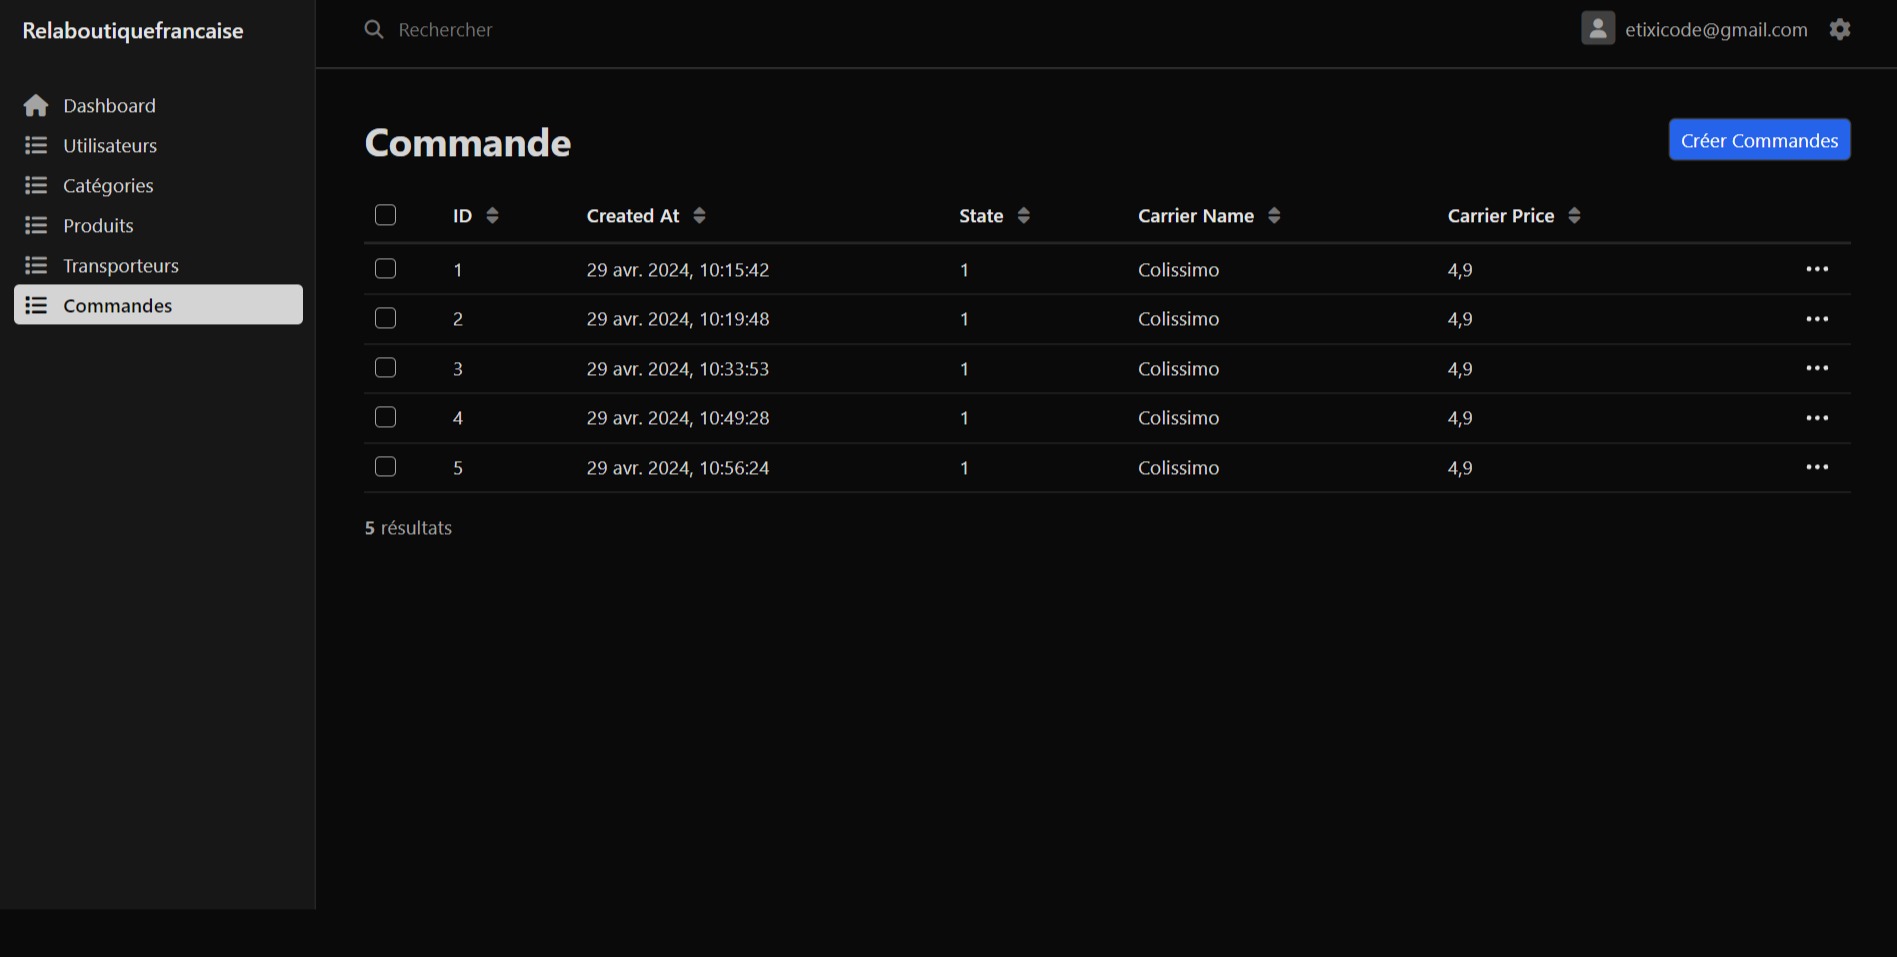 Relaboutiquefrancaise
Rechercher
etixicode@gmail.com
Dashboard
Utilisateurs
Catégories
Produits
Transporteurs
Commandes
Commande
Créer Commandes
ID Created At State Carrier Name Carrier Price
1 29 avr. 2024, 10:15:42 1 Colissimo 4,9
2 29 avr. 2024, 10:19:48 1 Colissimo 4,9
3 29 avr. 2024, 10:33:53 1 Colissimo 4,9
4 29 avr. 2024, 10:49:28 1 Colissimo 4,9
5 29 avr. 2024, 10:56:24 1 Colissimo 4,9
5 résultats